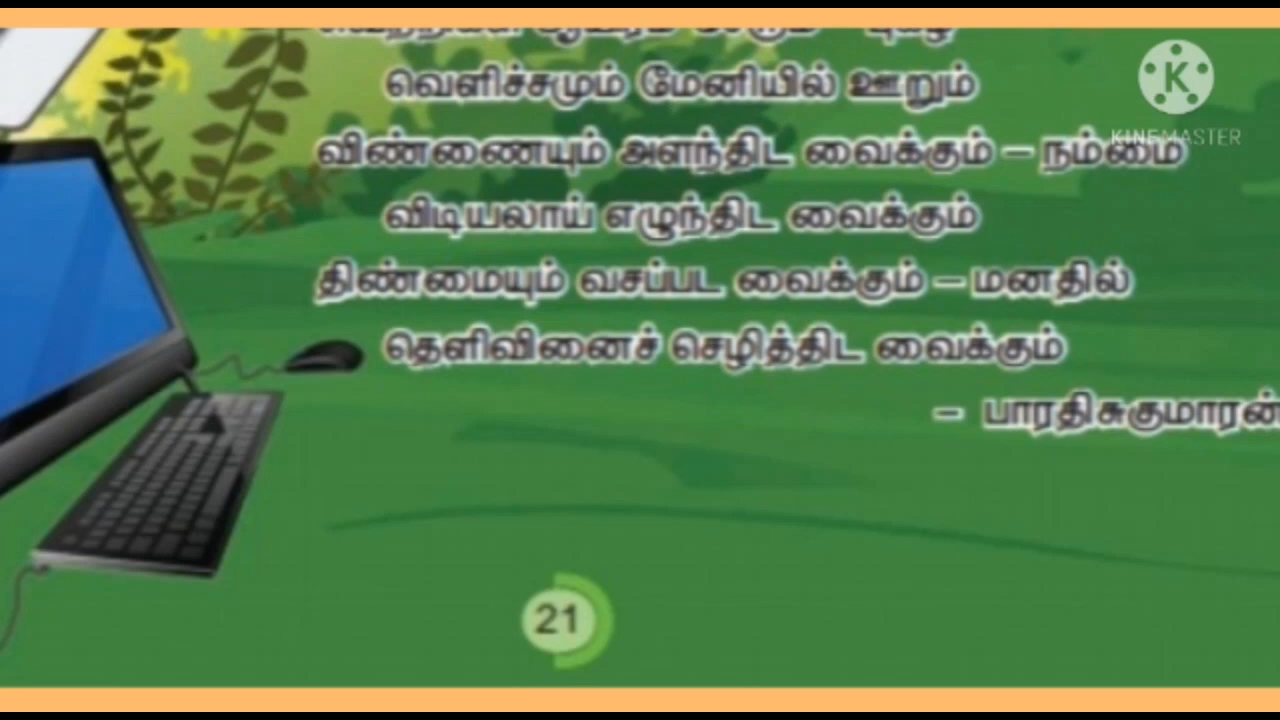 வெளிச்சமும் மேனியில் ஊறும்
விண்ணையும் அளந்திட வைக்கும் – நம்மை
விடியலாய் எழுந்திட வைக்கும்
திண்மையும் வசப்பட வைக்கும் – மனதில்
தெளிவினைச் செழித்திட வைக்கும்
– பாரதிசுகுமாரன்
21
KINEMASTER